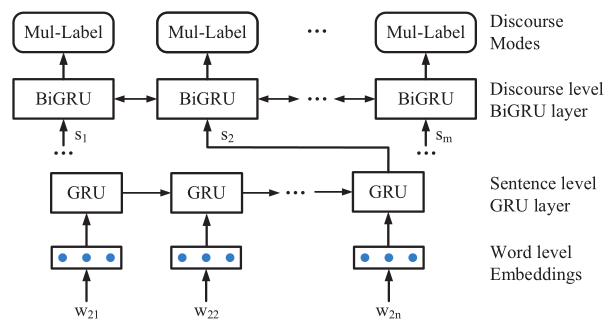 Mul-Label Mul-Label ... Mul-Label Discourse Modes
BiGRU BiGRU ... BiGRU Discourse level BiGRU layer
s1 s2 sm
... ...
GRU GRU ... GRU Sentence level GRU layer
Word level Embeddings
w21 w22 w2n